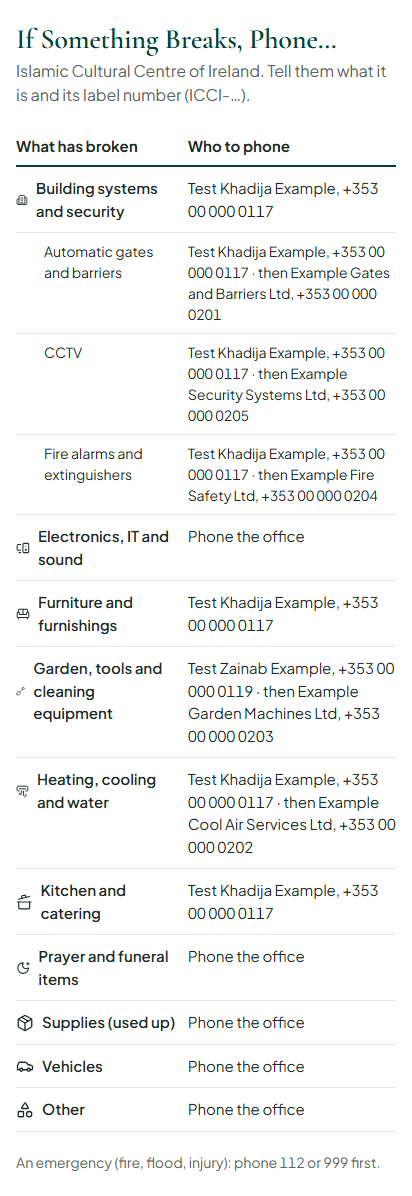 If Something Breaks, Phone…
Islamic Cultural Centre of Ireland. Tell them what it
is and its label number (ICCI-…).
What has broken
Who to phone
Building systems
and security
Test Khadija Example, +353
00 000 0117
Automatic gates
and barriers
Test Khadija Example, +353 00
000 0117 · then Example Gates
and Barriers Ltd, +353 00 000
0201
CCTV
Test Khadija Example, +353 00
000 0117 · then Example
Security Systems Ltd, +353 00
000 0205
Fire alarms and
extinguishers
Test Khadija Example, +353 00
000 0117 · then Example Fire
Safety Ltd, +353 00 000 0204
Electronics, IT and
sound
Phone the office
Furniture and
furnishings
Test Khadija Example, +353
00 000 0117
Garden, tools and
cleaning
equipment
Test Zainab Example, +353 00
000 0119 · then Example
Garden Machines Ltd, +353
00 000 0203
Heating, cooling
and water
Test Khadija Example, +353
00 000 0117 · then Example
Cool Air Services Ltd, +353 00
000 0202
Kitchen and
catering
Test Khadija Example, +353
00 000 0117
Prayer and funeral
items
Phone the office
Supplies (used up)
Phone the office
Vehicles
Phone the office
Other
Phone the office
An emergency (fire, flood, injury): phone 112 or 999 first.